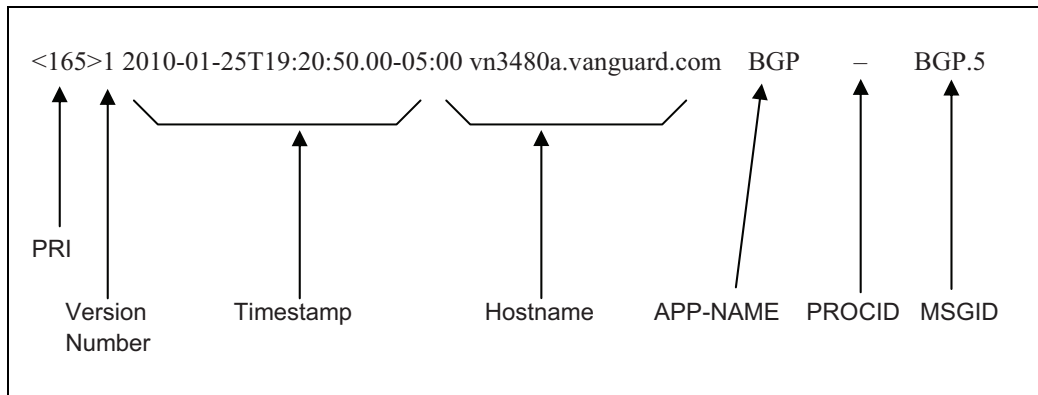 <165>1 2010-01-25T19:20:50.00-05:00 vn3480a.vanguard.com BGP – BGP.5
PRI
Version Number
Timestamp
Hostname
APP-NAME
PROCID
MSGID